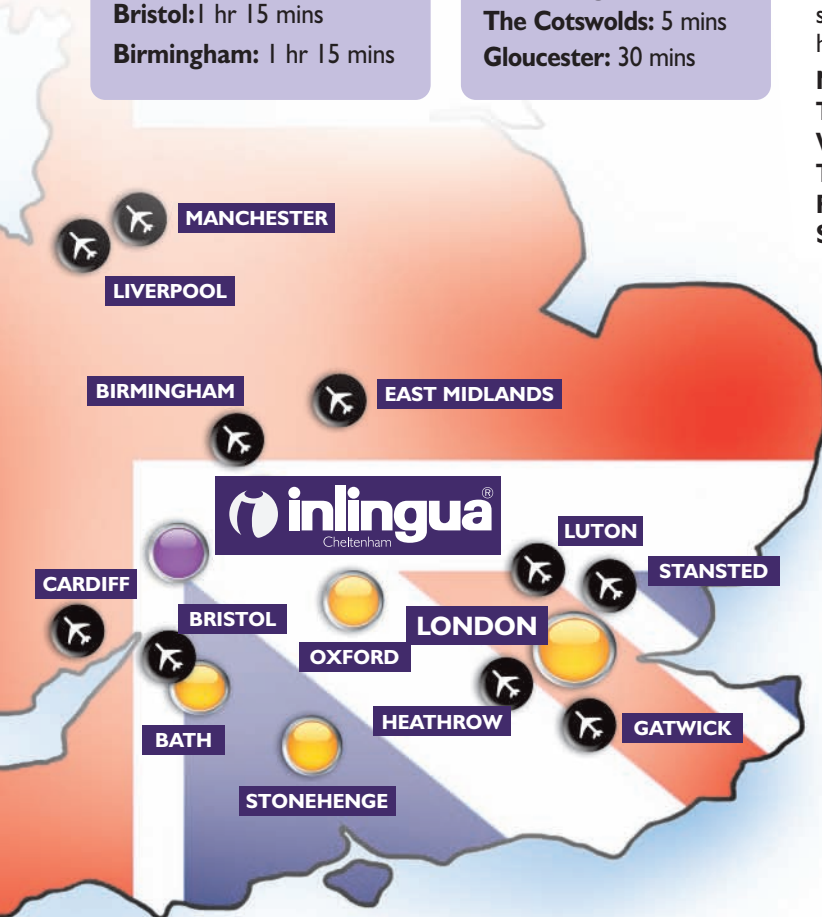 Bristol:1 hr 15 mins
Birmingham: 1 hr 15 mins
The Cotswolds: 5 mins
Gloucester: 30 mins
MANCHESTER
LIVERPOOL
BIRMINGHAM
EAST MIDLANDS
inlingua®
Cheltenham
LUTON
STANSTED
CARDIFF
BRISTOL
LONDON
OXFORD
HEATHROW
GATWICK
BATH
STONEHENGE